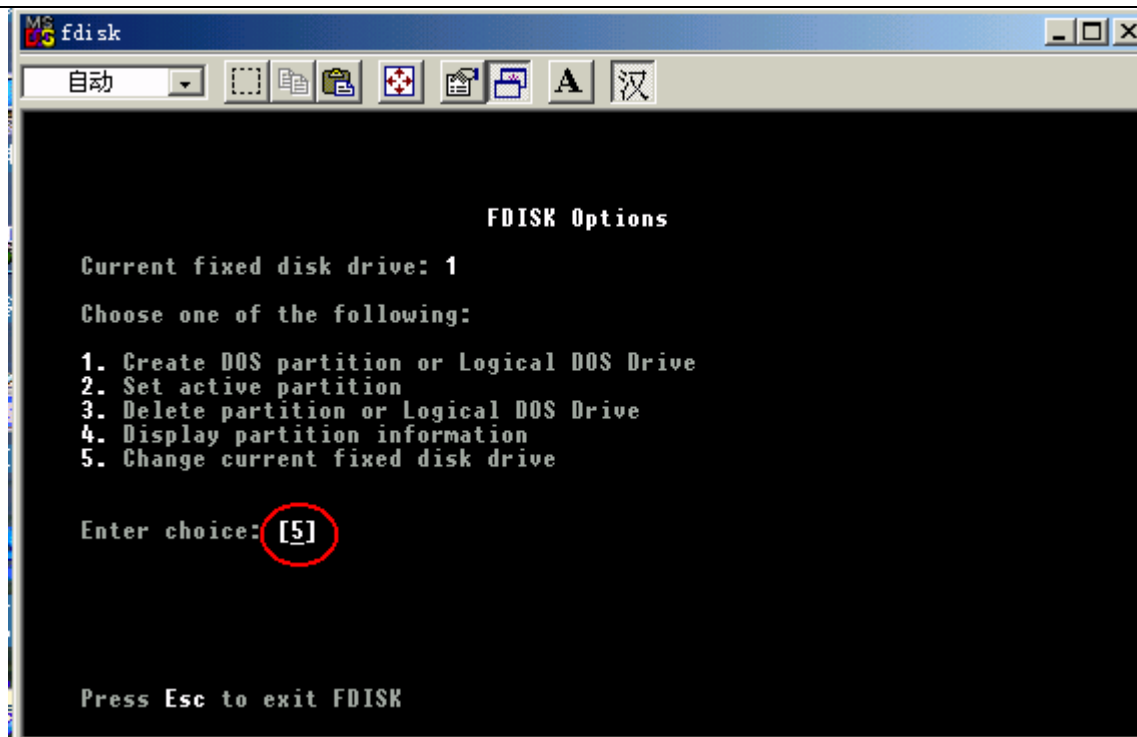 MS DOS fdisk
自动 A 汉
FDISK Options
Current fixed disk drive: 1
Choose one of the following:
1. Create DOS partition or Logical DOS Drive
2. Set active partition
3. Delete partition or Logical DOS Drive
4. Display partition information
5. Change current fixed disk drive
Enter choice: [5]
Press Esc to exit FDISK